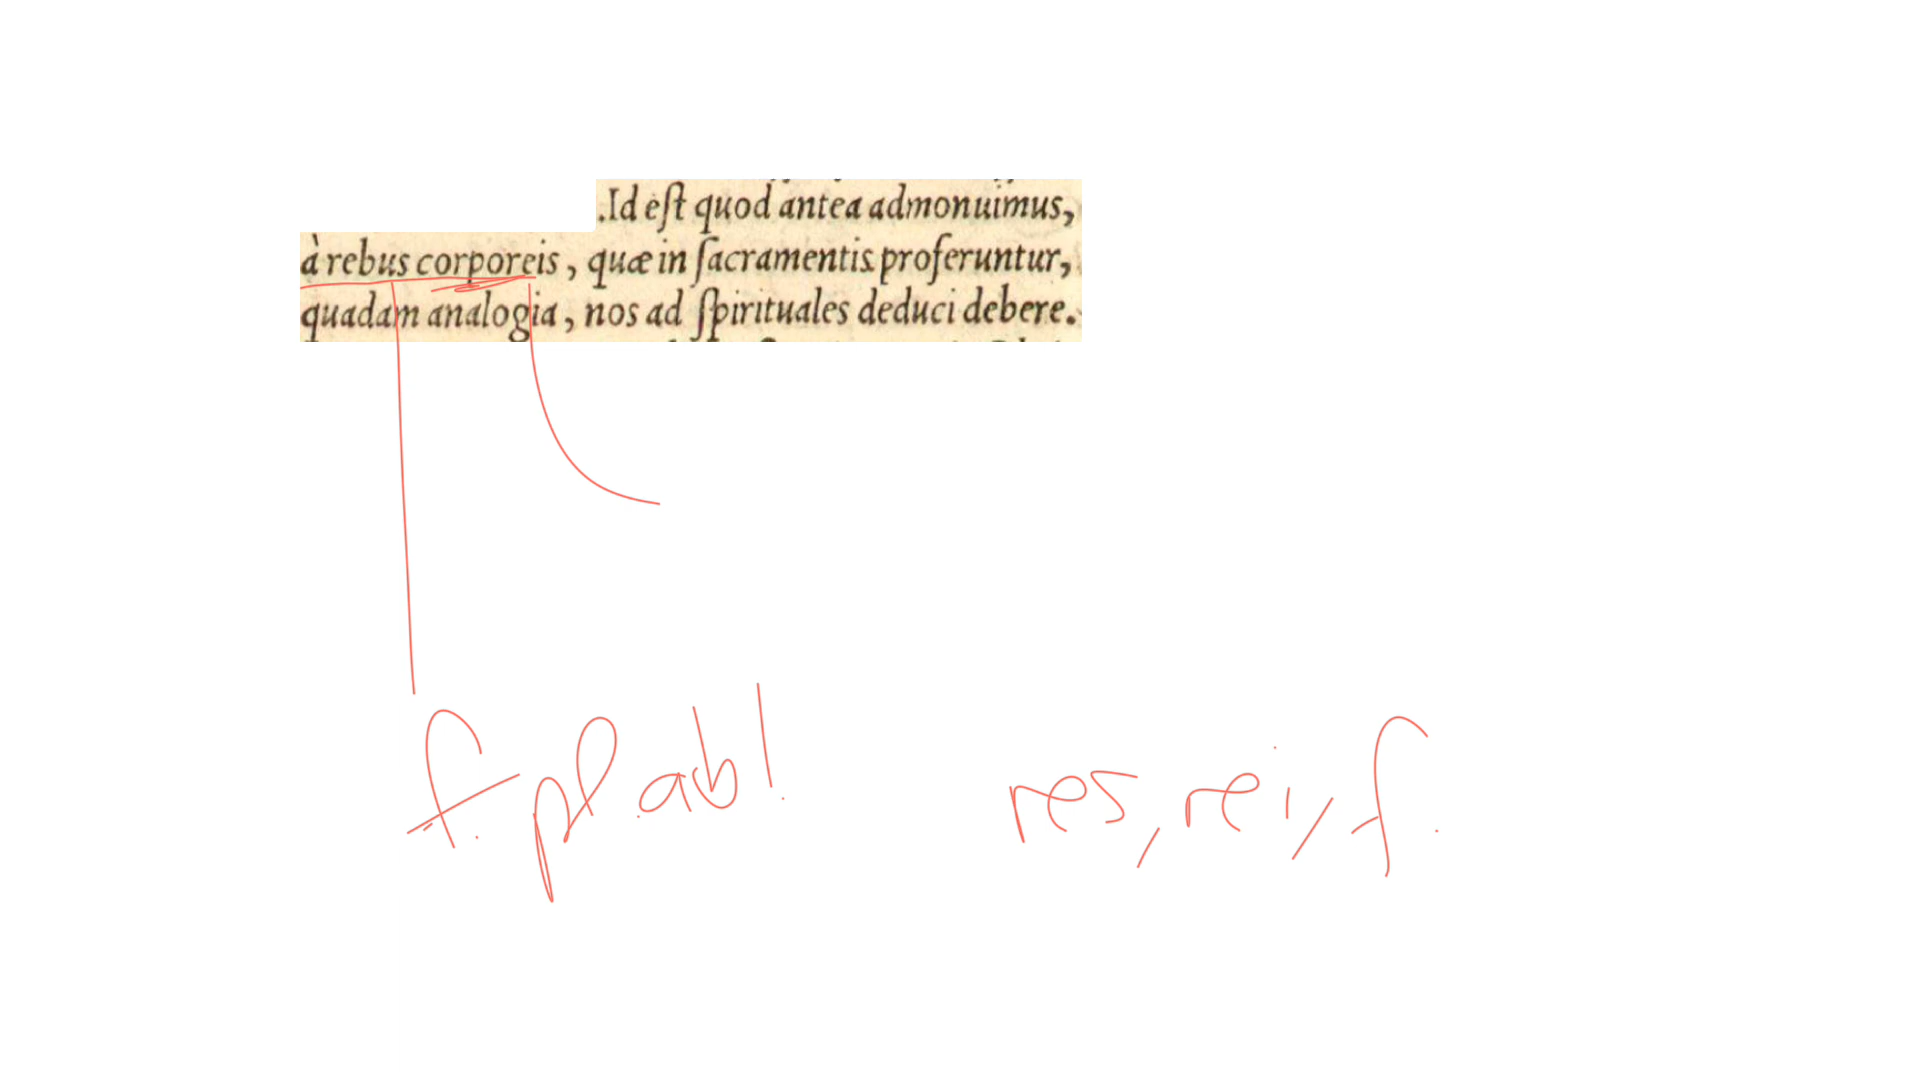 .Id eſt quod antea admonuimus,
à rebus corporeis, quæ in ſacramentis proferuntur,
quadam analogia, nos ad ſpirituales deduci debere.
f. pl. abl. res, rei, f.